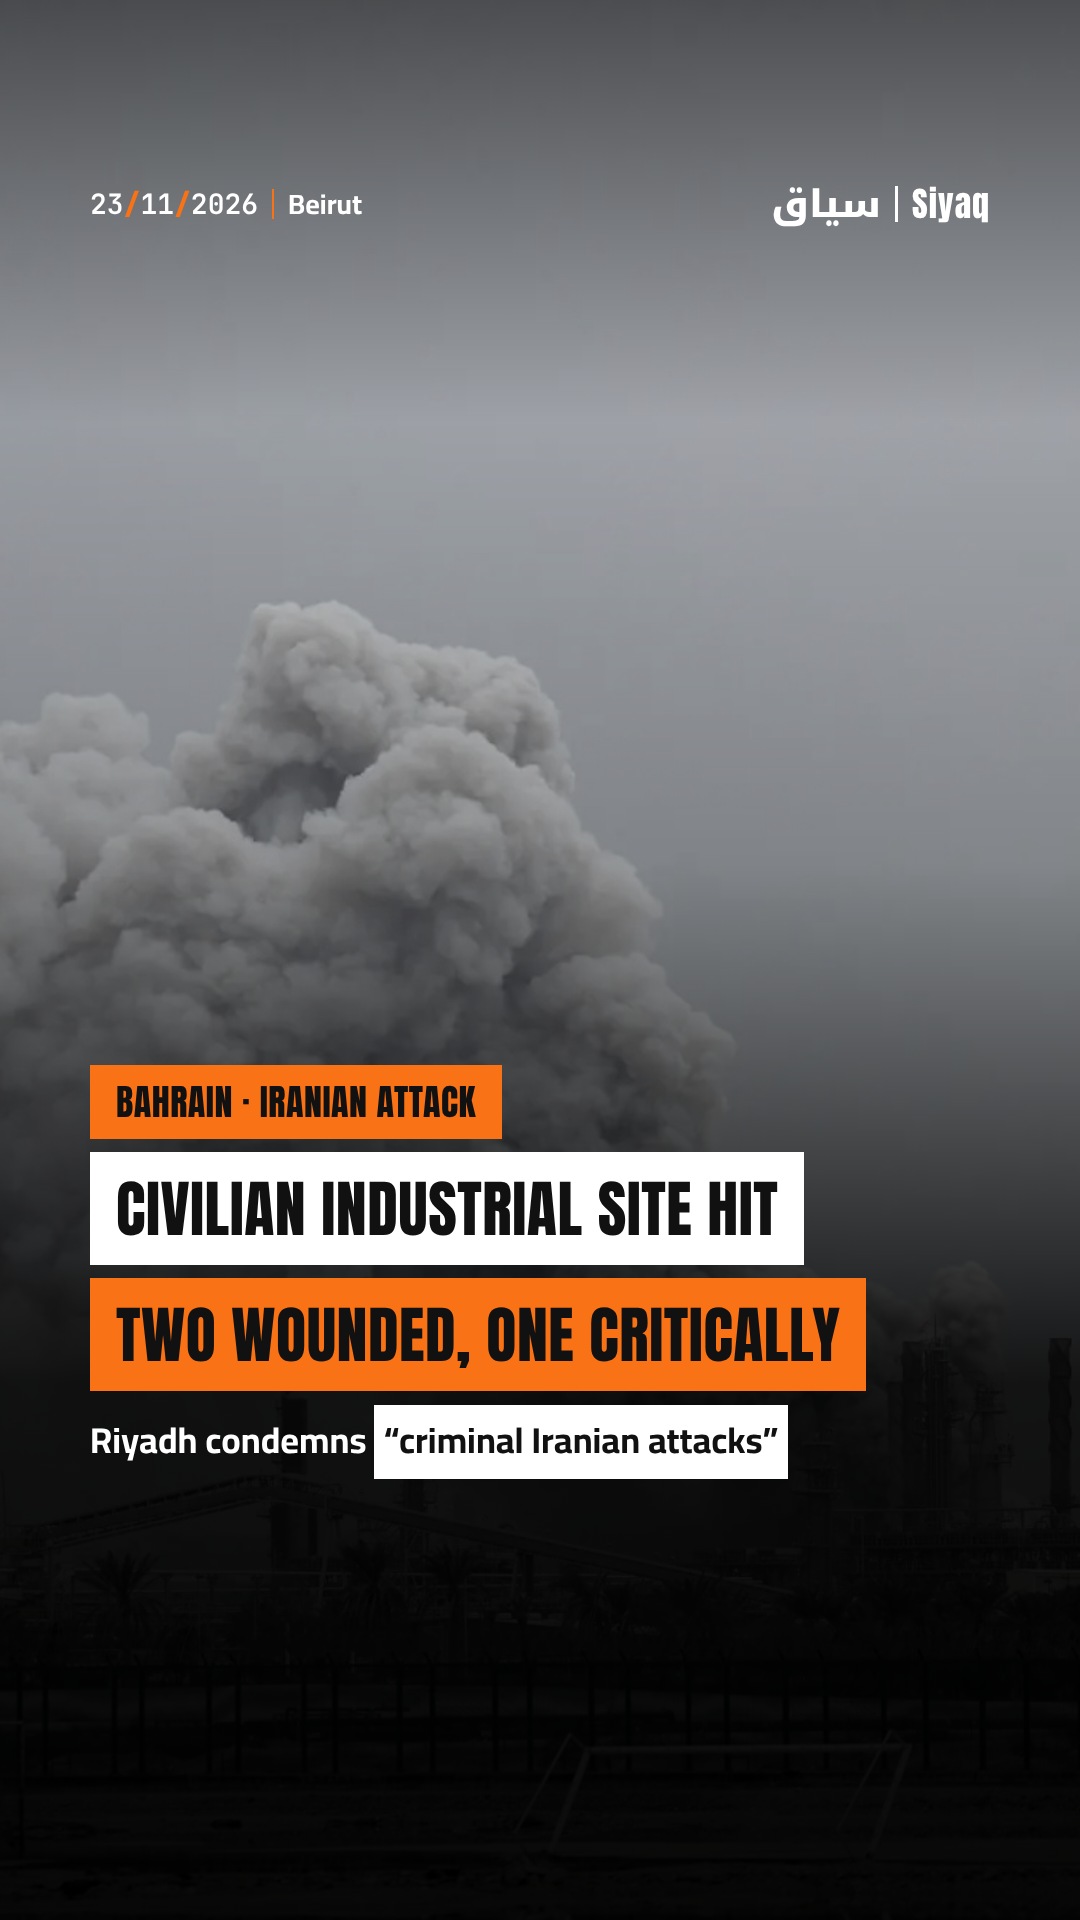 23/11/2026 | Beirut
سياق | Siyaq
BAHRAIN · IRANIAN ATTACK
CIVILIAN INDUSTRIAL SITE HIT
TWO WOUNDED, ONE CRITICALLY
Riyadh condemns “criminal Iranian attacks”